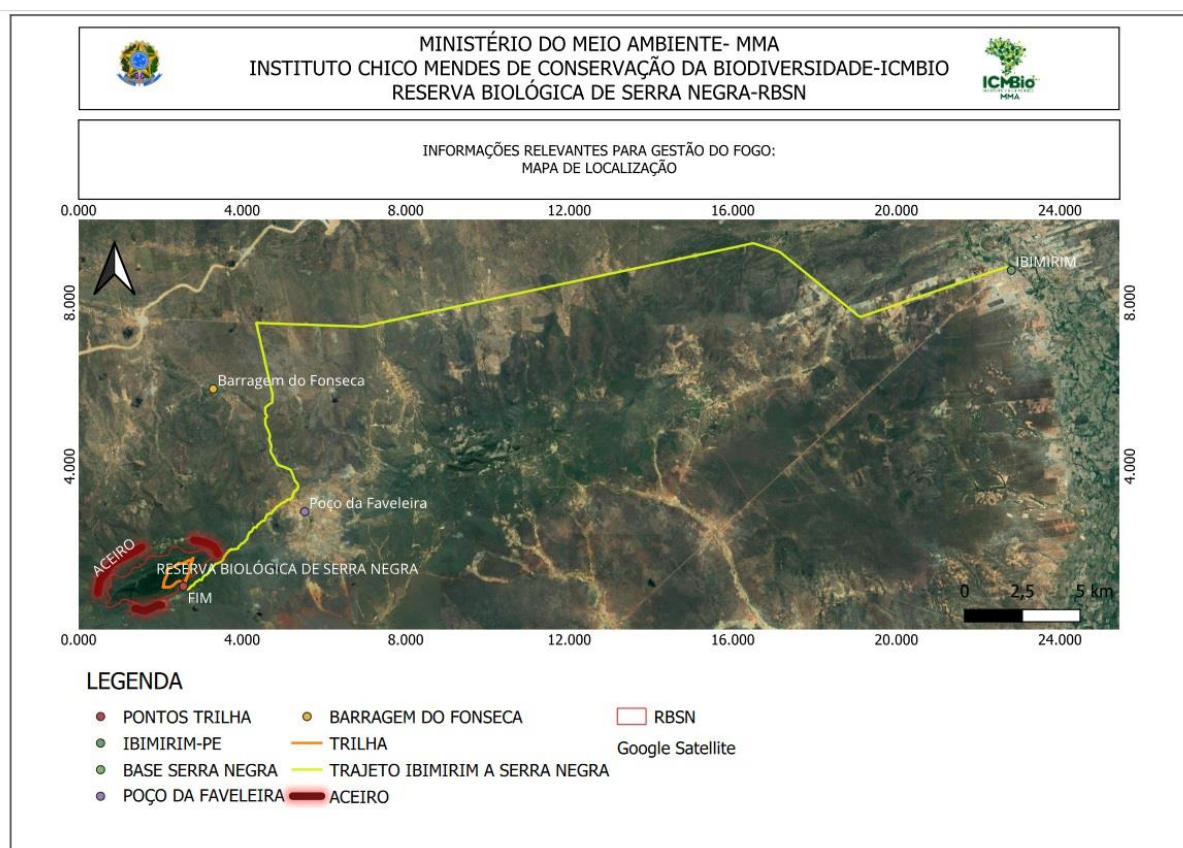 MINISTÉRIO DO MEIO AMBIENTE- MMA
INSTITUTO CHICO MENDES DE CONSERVAÇÃO DA BIODIVERSIDADE-ICMBIO
RESERVA BIOLÓGICA DE SERRA NEGRA-RBSN
ICMBio
MMA
INFORMAÇÕES RELEVANTES PARA GESTÃO DO FOGO:
MAPA DE LOCALIZAÇÃO
0.000 4.000 8.000 12.000 16.000 20.000 24.000
IBIMIRIM
8.000 8.000
Barragem do Fonseca
4.000 4.000
Poço da Faveleira
ACEIRO
RESERVA BIOLÓGICA DE SERRA NEGRA
FIM
0 2,5 5 km
0.000 4.000 8.000 12.000 16.000 20.000 24.000
LEGENDA
PONTOS TRILHA
IBIMIRIM-PE
BASE SERRA NEGRA
POÇO DA FAVELEIRA
BARRAGEM DO FONSECA
TRILHA
TRAJETO IBIMIRIM A SERRA NEGRA
ACEIRO
RBSN
Google Satellite